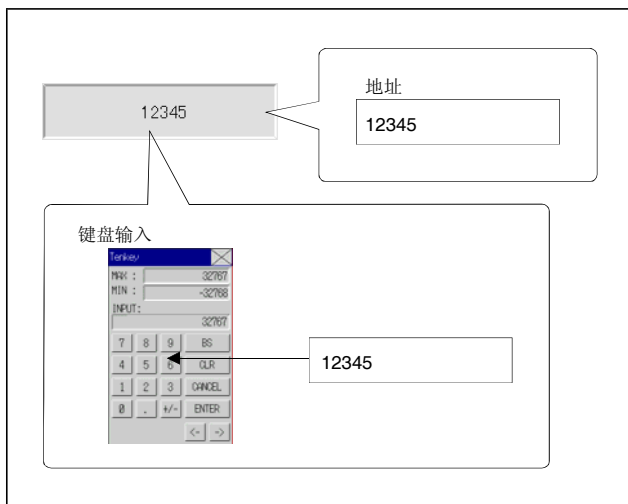 地址
12345
12345
键盘输入
Tenkey
MAX : 32767
MIN : -32768
INPUT:
32767
7 8 9 BS
4 5 6 CLR
1 2 3 CANCEL
0 . +/- ENTER
<- ->
12345